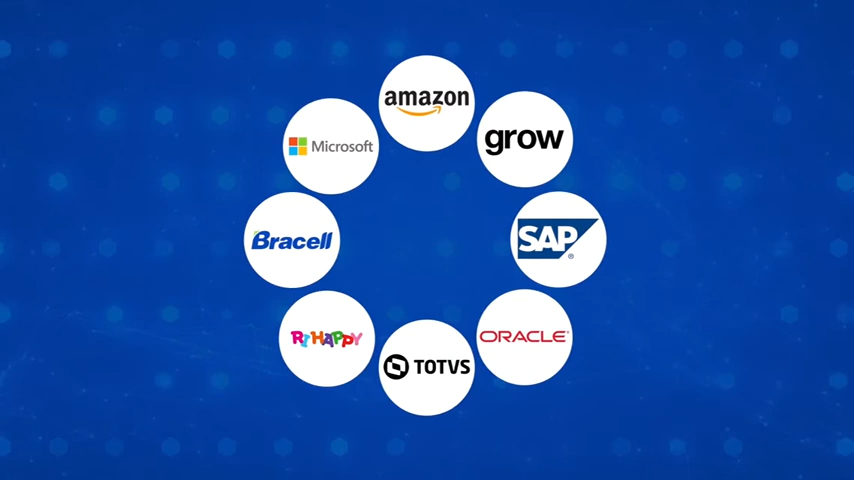 amazon
Microsoft
grow
Bracell
SAP
®
RI HAPPY
ORACLE
TOTVS